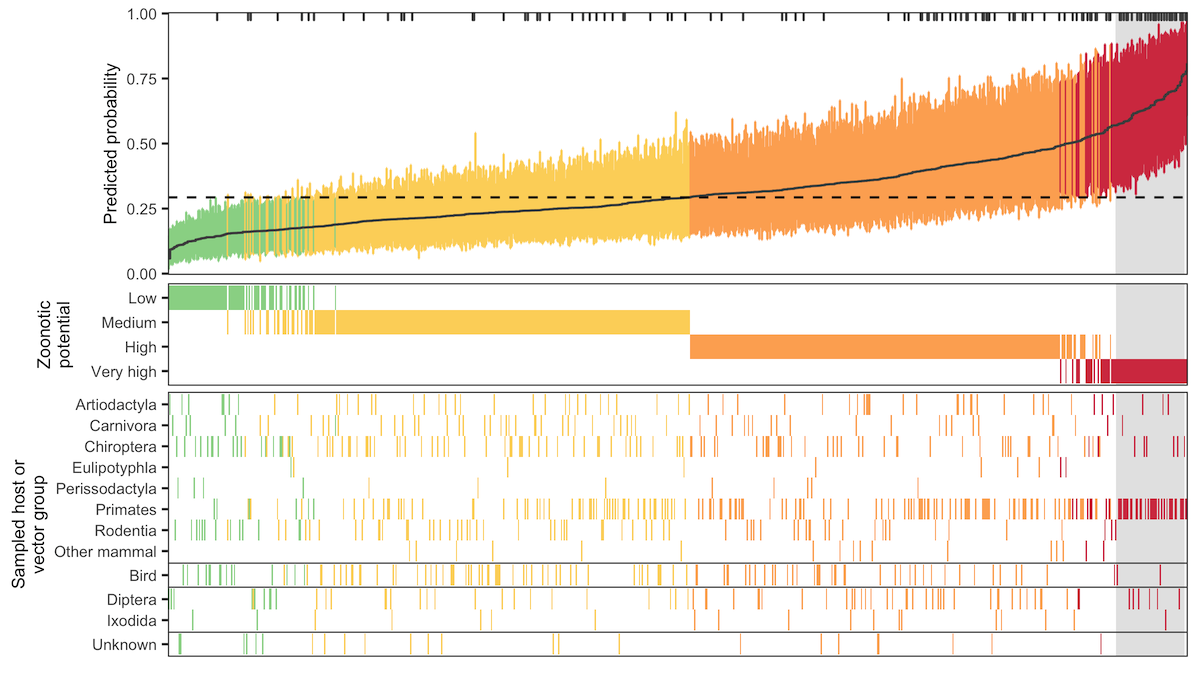 1.00
0.75
0.50
0.25
0.00
Predicted probability
Zoonotic
potential
Low
Medium
High
Very high
Sampled host or
vector group
Artiodactyla
Carnivora
Chiroptera
Eulipotyphla
Perissodactyla
Primates
Rodentia
Other mammal
Bird
Diptera
Ixodida
Unknown